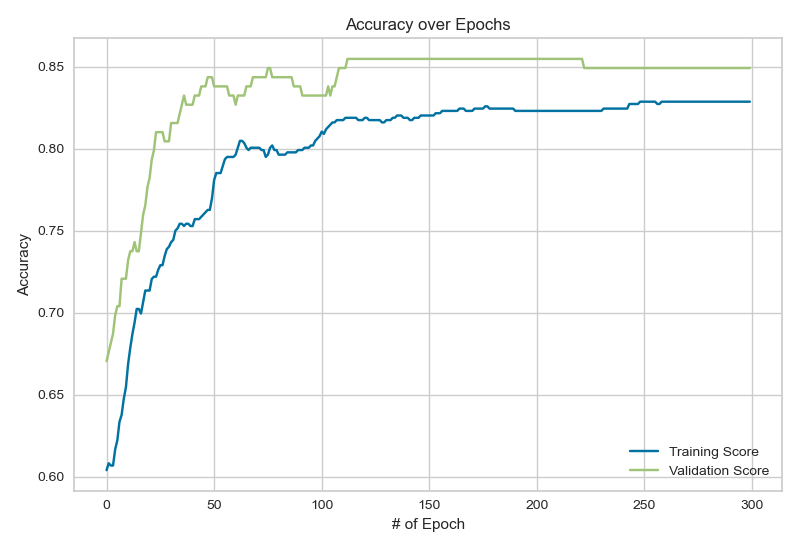 Accuracy over Epochs
0.85
0.80
0.75
0.70
0.65
0.60
Accuracy
Training Score
Validation Score
0 50 100 150 200 250 300
# of Epoch